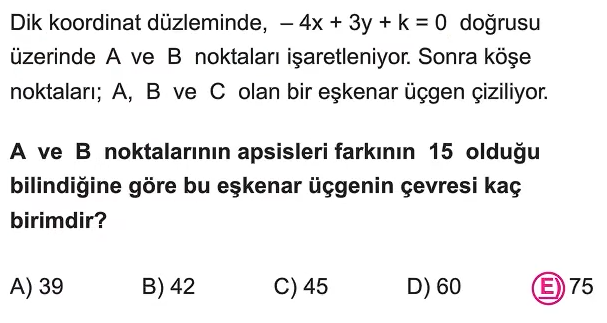 Dik koordinat düzleminde, – 4x + 3y + k = 0 doğrusu
üzerinde A ve B noktaları işaretleniyor. Sonra köşe
noktaları; A, B ve C olan bir eşkenar üçgen çiziliyor.
A ve B noktalarının apsisleri farkının 15 olduğu
bilindiğine göre bu eşkenar üçgenin çevresi kaç
birimdir?
A) 39 B) 42 C) 45 D) 60 E) 75